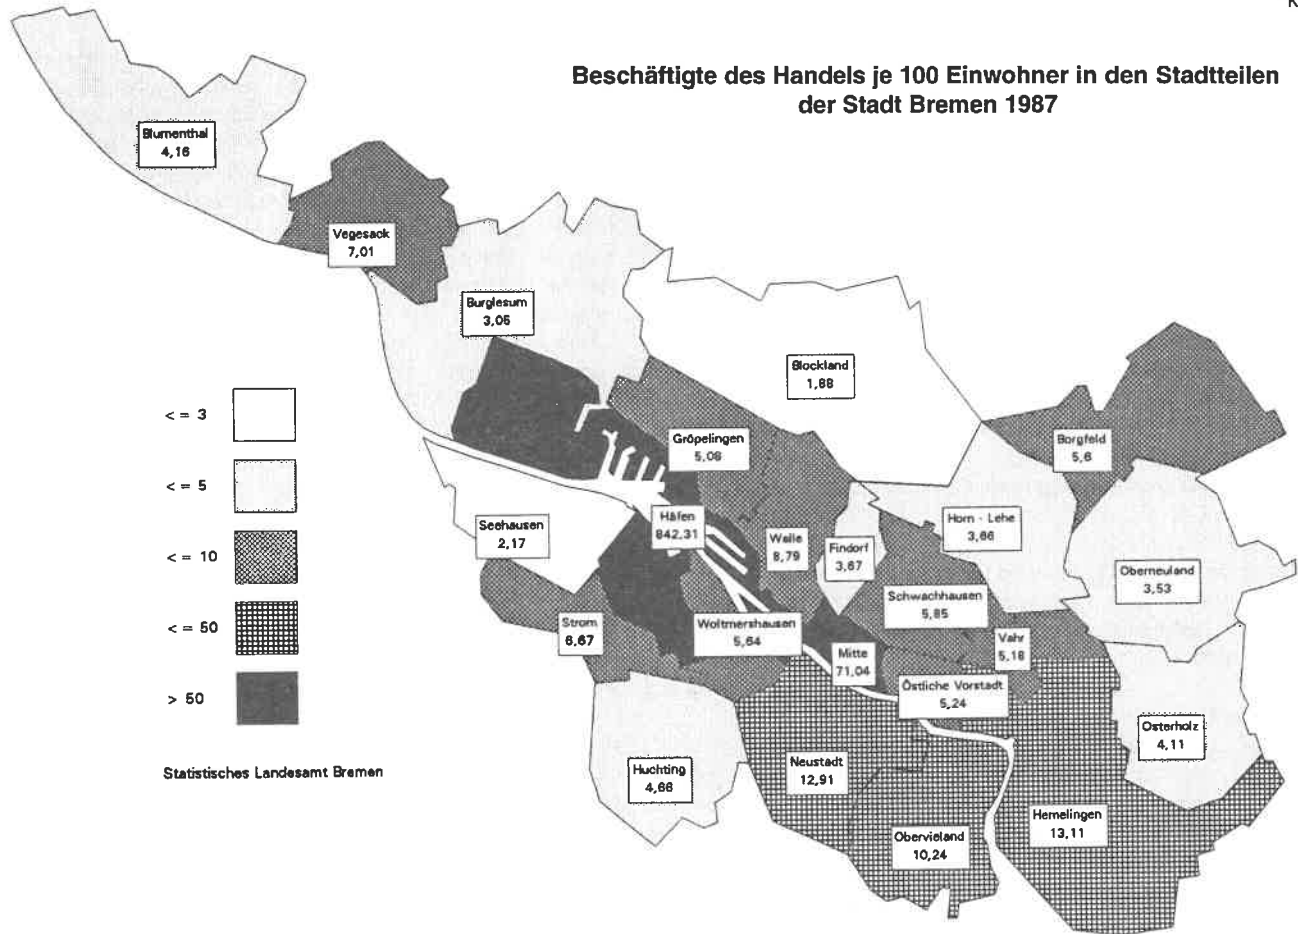 K
Beschäftigte des Handels je 100 Einwohner in den Stadtteilen
der Stadt Bremen 1987
Blumenthal
4,16
Vegesack
7,01
Burglesum
3,05
Blockland
1,88
Gröpelingen
5,08
Borgfeld
5,6
Häfen
842,31
Seehausen
2,17
Walle
8,79
Findorf
3,67
Horn - Lehe
3,66
Oberneuland
3,53
Strom
6,67
Woltmershausen
5,64
Schwachhausen
5,85
Mitte
71,04
Vahr
5,18
Östliche Vorstadt
5,24
Osterholz
4,11
Huchting
4,66
Neustadt
12,91
Obervieland
10,24
Hemelingen
13,11
< = 3
< = 5
< = 10
< = 50
> 50
Statistisches Landesamt Bremen